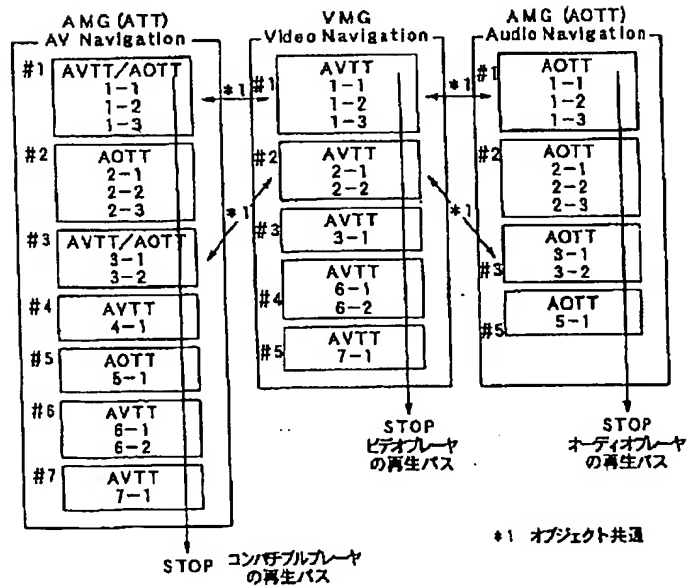 AMG (ATT)
AV Navigation
#1
AVTT/AOTT
1-1
1-2
1-3
#2
AOTT
2-1
2-2
2-3
#3
AVTT/AOTT
3-1
3-2
#4
AVTT
4-1
#5
AOTT
5-1
#6
AVTT
6-1
6-2
#7
AVTT
7-1
STOP コンパチブルプレーヤ
の再生パス
*1
*1
VMG
Video Navigation
#1
AVTT
1-1
1-2
1-3
#2
AVTT
2-1
2-2
#3
AVTT
3-1
#4
AVTT
6-1
6-2
#5
AVTT
7-1
STOP
ビデオプレーヤ
の再生パス
*1
*1
AMG (AOTT)
Audio Navigation
#1
AOTT
1-1
1-2
1-3
#2
AOTT
2-1
2-2
2-3
#3
AOTT
3-1
3-2
#5
AOTT
5-1
STOP
オーディオプレーヤ
の再生パス
*1 オブジェクト共通